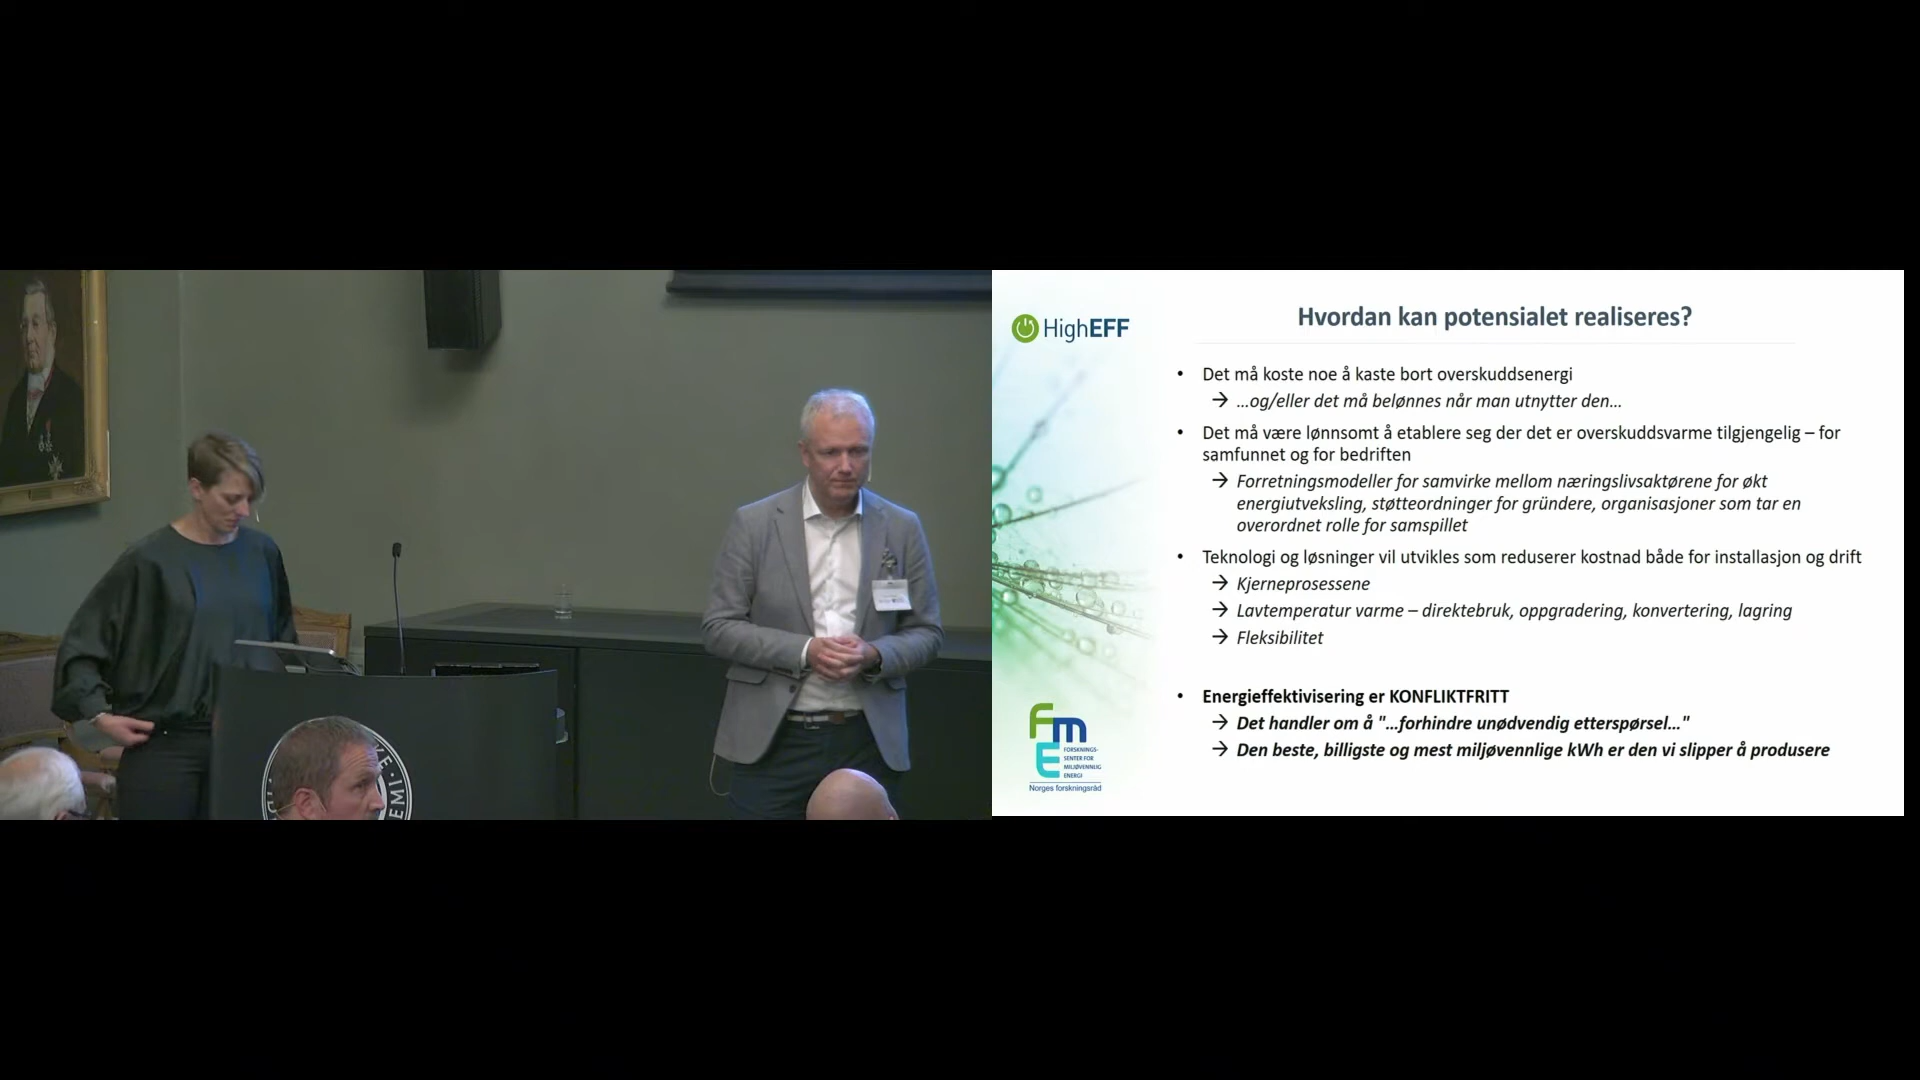 HighEFF
Hvordan kan potensialet realiseres?
• Det må koste noe å kaste bort overskuddsenergi
→ …og/eller det må belønnes når man utnytter den…
• Det må være lønnsomt å etablere seg der det er overskuddsvarme tilgjengelig – for
samfunnet og for bedriften
→ Forretningsmodeller for samvirke mellom næringslivsaktørene for økt
energiutveksling, støtteordninger for gründere, organisasjoner som tar en
overordnet rolle for samspillet
• Teknologi og løsninger vil utvikles som reduserer kostnad både for installasjon og drift
→ Kjerneprosessene
→ Lavtemperatur varme – direktebruk, oppgradering, konvertering, lagring
→ Fleksibilitet
• Energieffektivisering er KONFLIKTFRITT
→ Det handler om å "…forhindre unødvendig etterspørsel…"
→ Den beste, billigste og mest miljøvennlige kWh er den vi slipper å produsere
FmE
FORSKNINGS-
SENTER FOR
MILJØVENNLIG
ENERGI
Norges forskningsråd